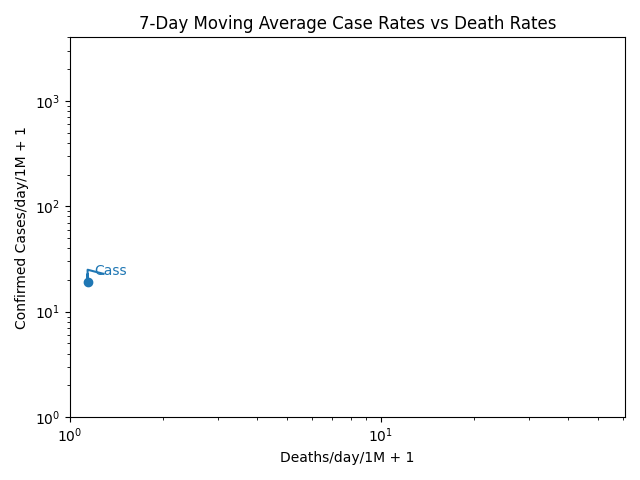 7-Day Moving Average Case Rates vs Death Rates
Confirmed Cases/day/1M + 1
10³
10²
10¹
10⁰
Cass
10⁰ 10¹
Deaths/day/1M + 1